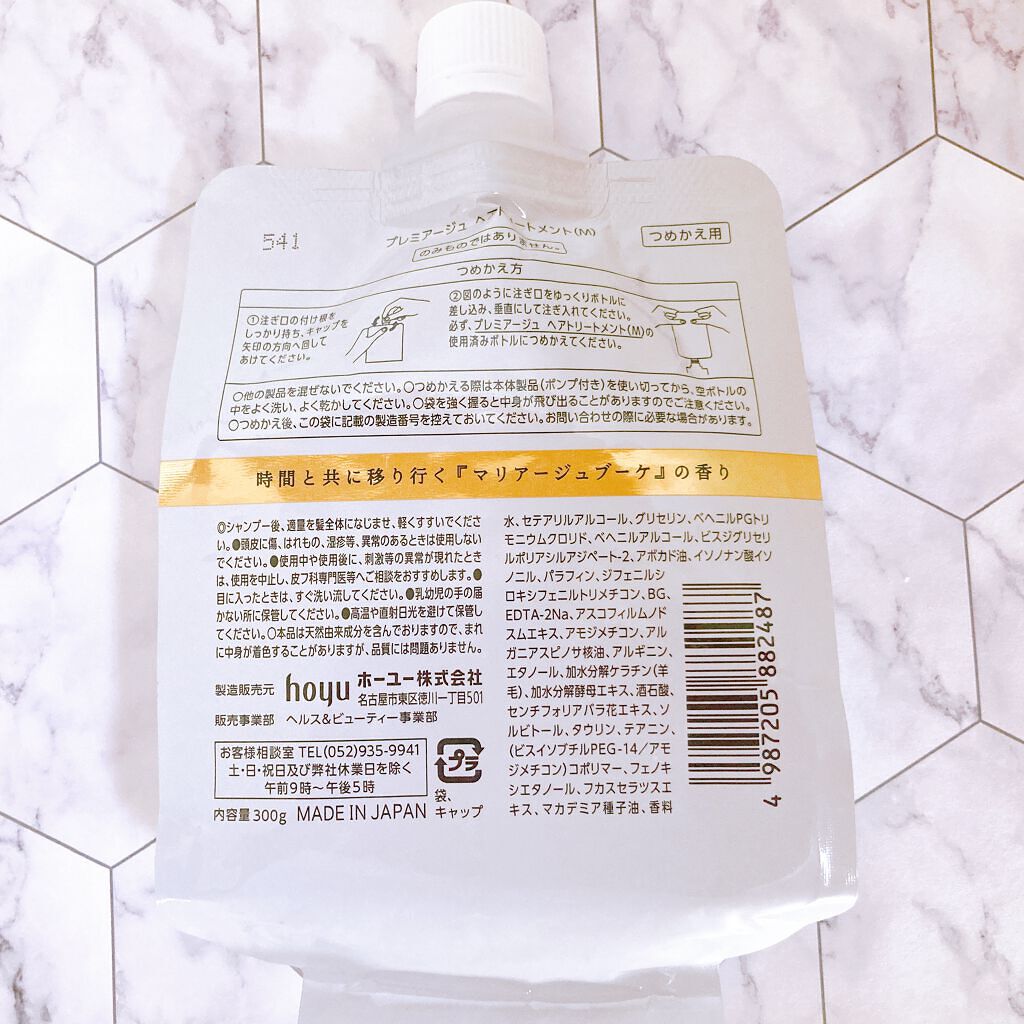 541
プレミアージュ ヘアトリートメント(M)
つめかえ用
のみものではありません。
つめかえ方
①注ぎ口の付け根を
しっかり持ち、キャップを
矢印の方向へ回して
あけてください。
②図のように注ぎ口をゆっくりボトルに
差し込み、垂直にして注ぎ入れてください。
必ず、プレミアージュ ヘアトリートメント(M)の
使用済みボトルにつめかえてください。
○他の製品を混ぜないでください。○つめかえる際は本体製品(ポンプ付き)を使い切ってから、空ボトルの
中をよく洗い、よく乾かしてください。○袋を強く握ると中身が飛び出ることがありますのでご注意ください。
○つめかえ後、この袋に記載の製造番号を控えておいてください。お問い合わせの際に必要な場合があります。
時間と共に移り行く『マリアージュブーケ』の香り
◎シャンプー後、適量を髪全体になじませ、軽くすすいでくださ
い。●頭皮に傷、はれもの、湿疹等、異常のあるときは使用しない
でください。●使用中や使用後に、刺激等の異常が現れたとき
は、使用を中止し、皮フ科専門医等へご相談をおすすめします。●
目に入ったときは、すぐ洗い流してください。●乳幼児の手の届
かない所に保管してください。●高温や直射日光を避けて保管し
てください。○本品は天然由来成分を含んでおりますので、まれ
に中身が着色することがありますが、品質には問題ありません。
製造販売元 hoyu ホーユー株式会社
名古屋市東区徳川一丁目501
販売事業部 ヘルス&ビューティー事業部
お客様相談室 TEL(052)935-9941
土・日・祝日及び弊社休業日を除く
午前9時～午後5時
プラ
袋、
キャップ
内容量 300g MADE IN JAPAN
水、セテアリルアルコール、グリセリン、ベヘニルPGトリ
モニウムクロリド、ベヘニルアルコール、ビスジグリセリ
ルポリアシルアジペート-2、アボカド油、イソノナン酸イソ
ノニル、パラフィン、ジフェニルシ
ロキシフェニルトリメチコン、BG、
EDTA-2Na、アスコフィルムノド
スムエキス、アモジメチコン、アル
ガニアスピノサ核油、アルギニン、
エタノール、加水分解ケラチン(羊
毛)、加水分解酵母エキス、酒石酸、
センチフォリアバラ花エキス、ソ
ルビトール、タウリン、テアニン、
(ビスイソブチルPEG-14/アモ
ジメチコン)コポリマー、フェノキ
シエタノール、フカスセラツスエ
キス、マカデミア種子油、香料
4 987205 882487